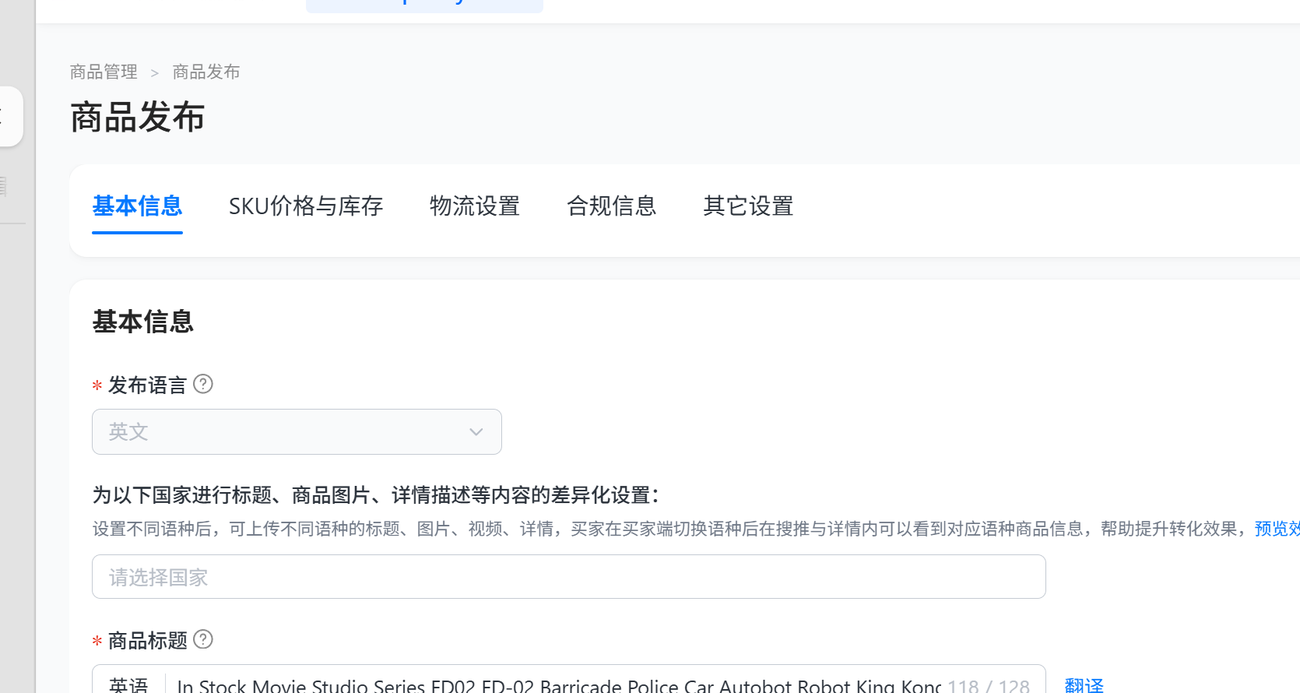 商品管理 > 商品发布
商品发布
基本信息 SKU价格与库存 物流设置 合规信息 其它设置
基本信息
* 发布语言 ?
英文
为以下国家进行标题、商品图片、详情描述等内容的差异化设置：
设置不同语种后，可上传不同语种的标题、图片、视频、详情，买家在买家端切换语种后在搜推与详情内可以看到对应语种商品信息，帮助提升转化效果，预览效
请选择国家
* 商品标题 ?
英语 In Stock Movie Studio Series FD02 FD-02 Barricade Police Car Autobot Robot King Kong 118 / 128 翻译